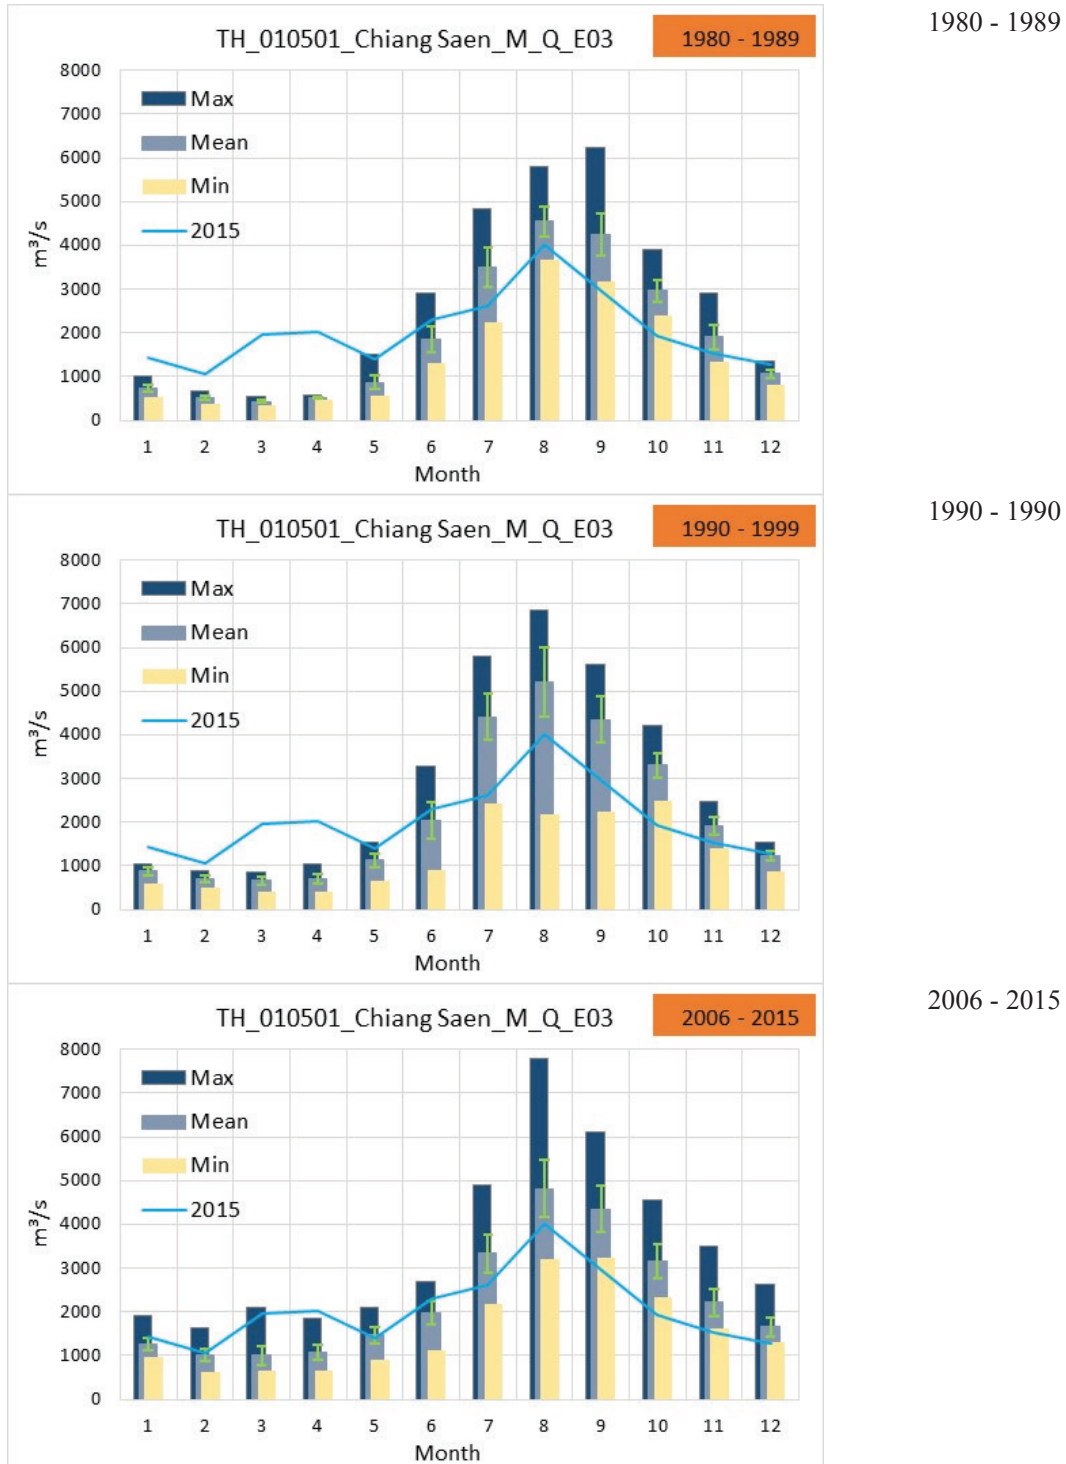 TH_010501_Chiang Saen_M_Q_E03
1980 - 1989
1980 - 1989
8000
7000
6000
5000
4000
3000
2000
1000
0
m³/s
Max
Mean
Min
2015
1 2 3 4 5 6 7 8 9 10 11 12
Month
TH_010501_Chiang Saen_M_Q_E03
1990 - 1999
1990 - 1990
8000
7000
6000
5000
4000
3000
2000
1000
0
m³/s
Max
Mean
Min
2015
1 2 3 4 5 6 7 8 9 10 11 12
Month
TH_010501_Chiang Saen_M_Q_E03
2006 - 2015
2006 - 2015
8000
7000
6000
5000
4000
3000
2000
1000
0
m³/s
Max
Mean
Min
2015
1 2 3 4 5 6 7 8 9 10 11 12
Month